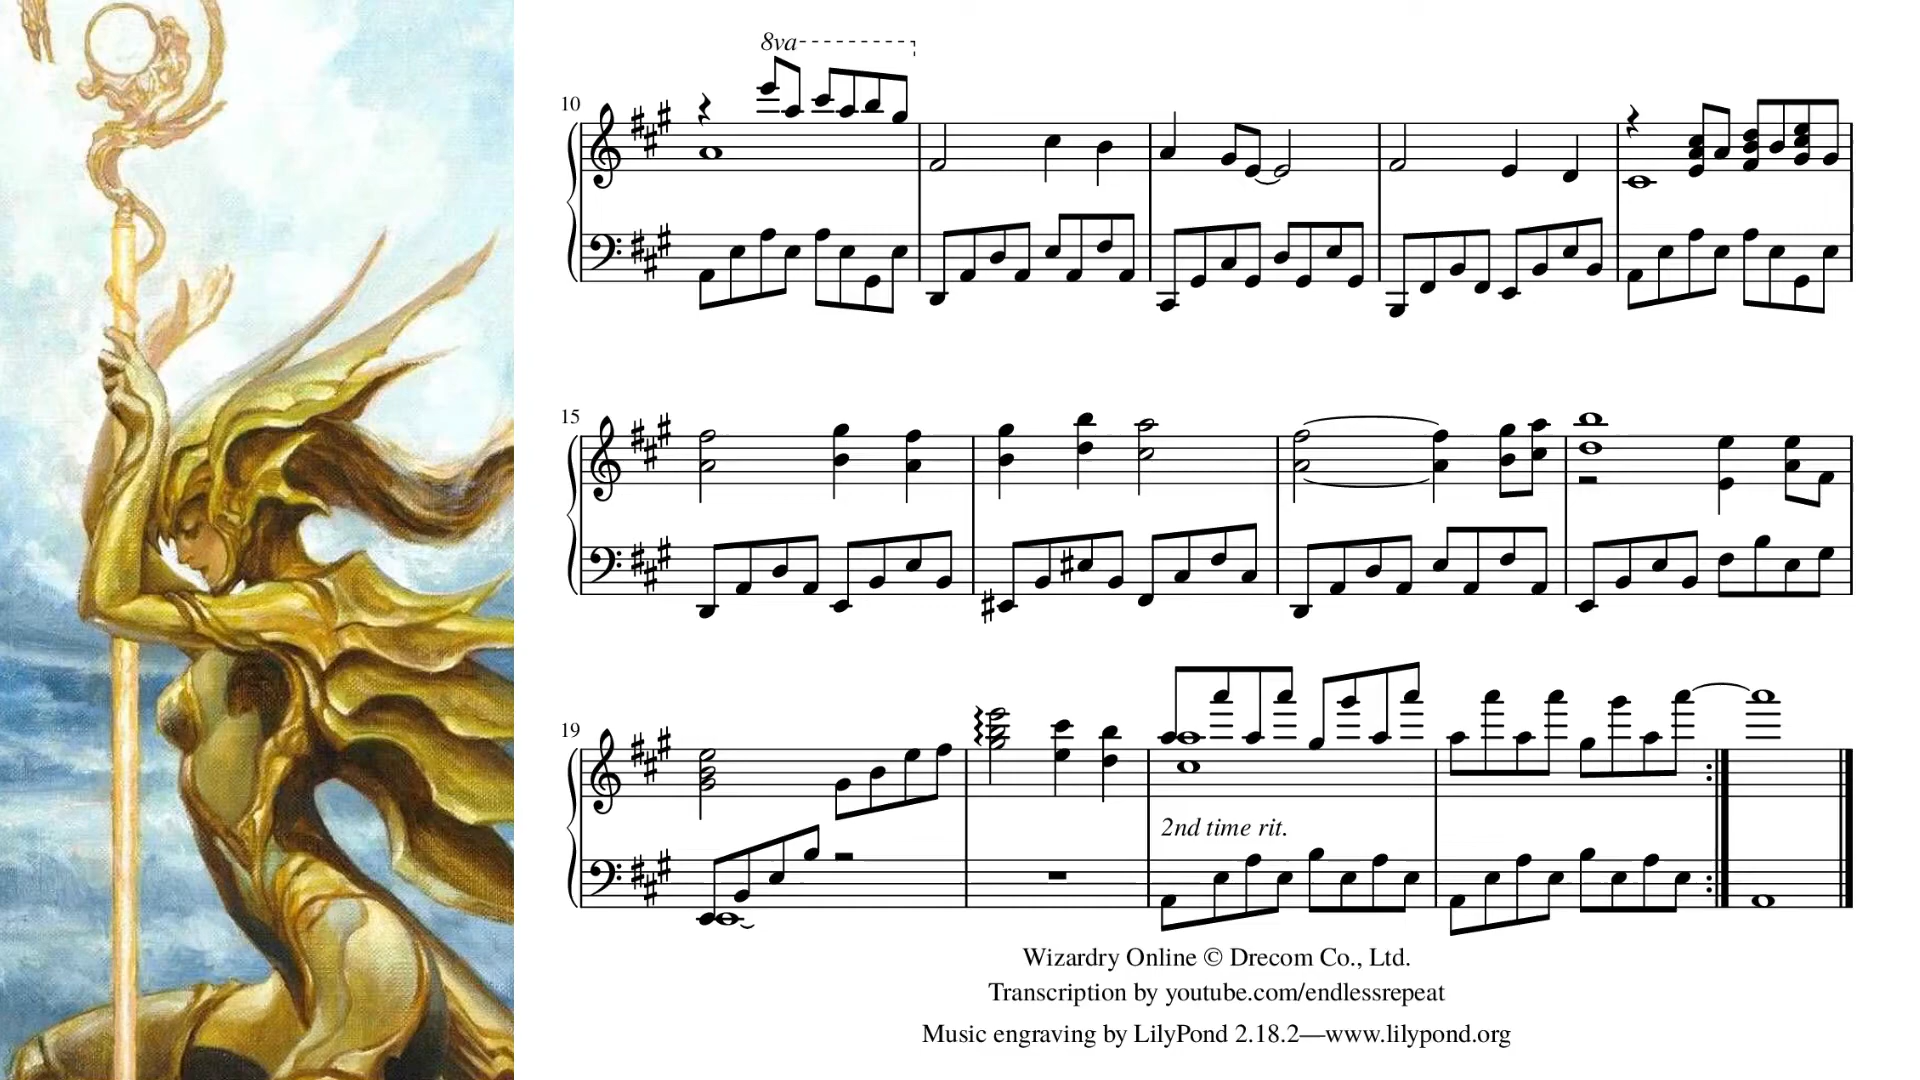 8va
10
15
19
2nd time rit.
Wizardry Online © Drecom Co., Ltd.
Transcription by youtube.com/endlessrepeat
Music engraving by LilyPond 2.18.2—www.lilypond.org